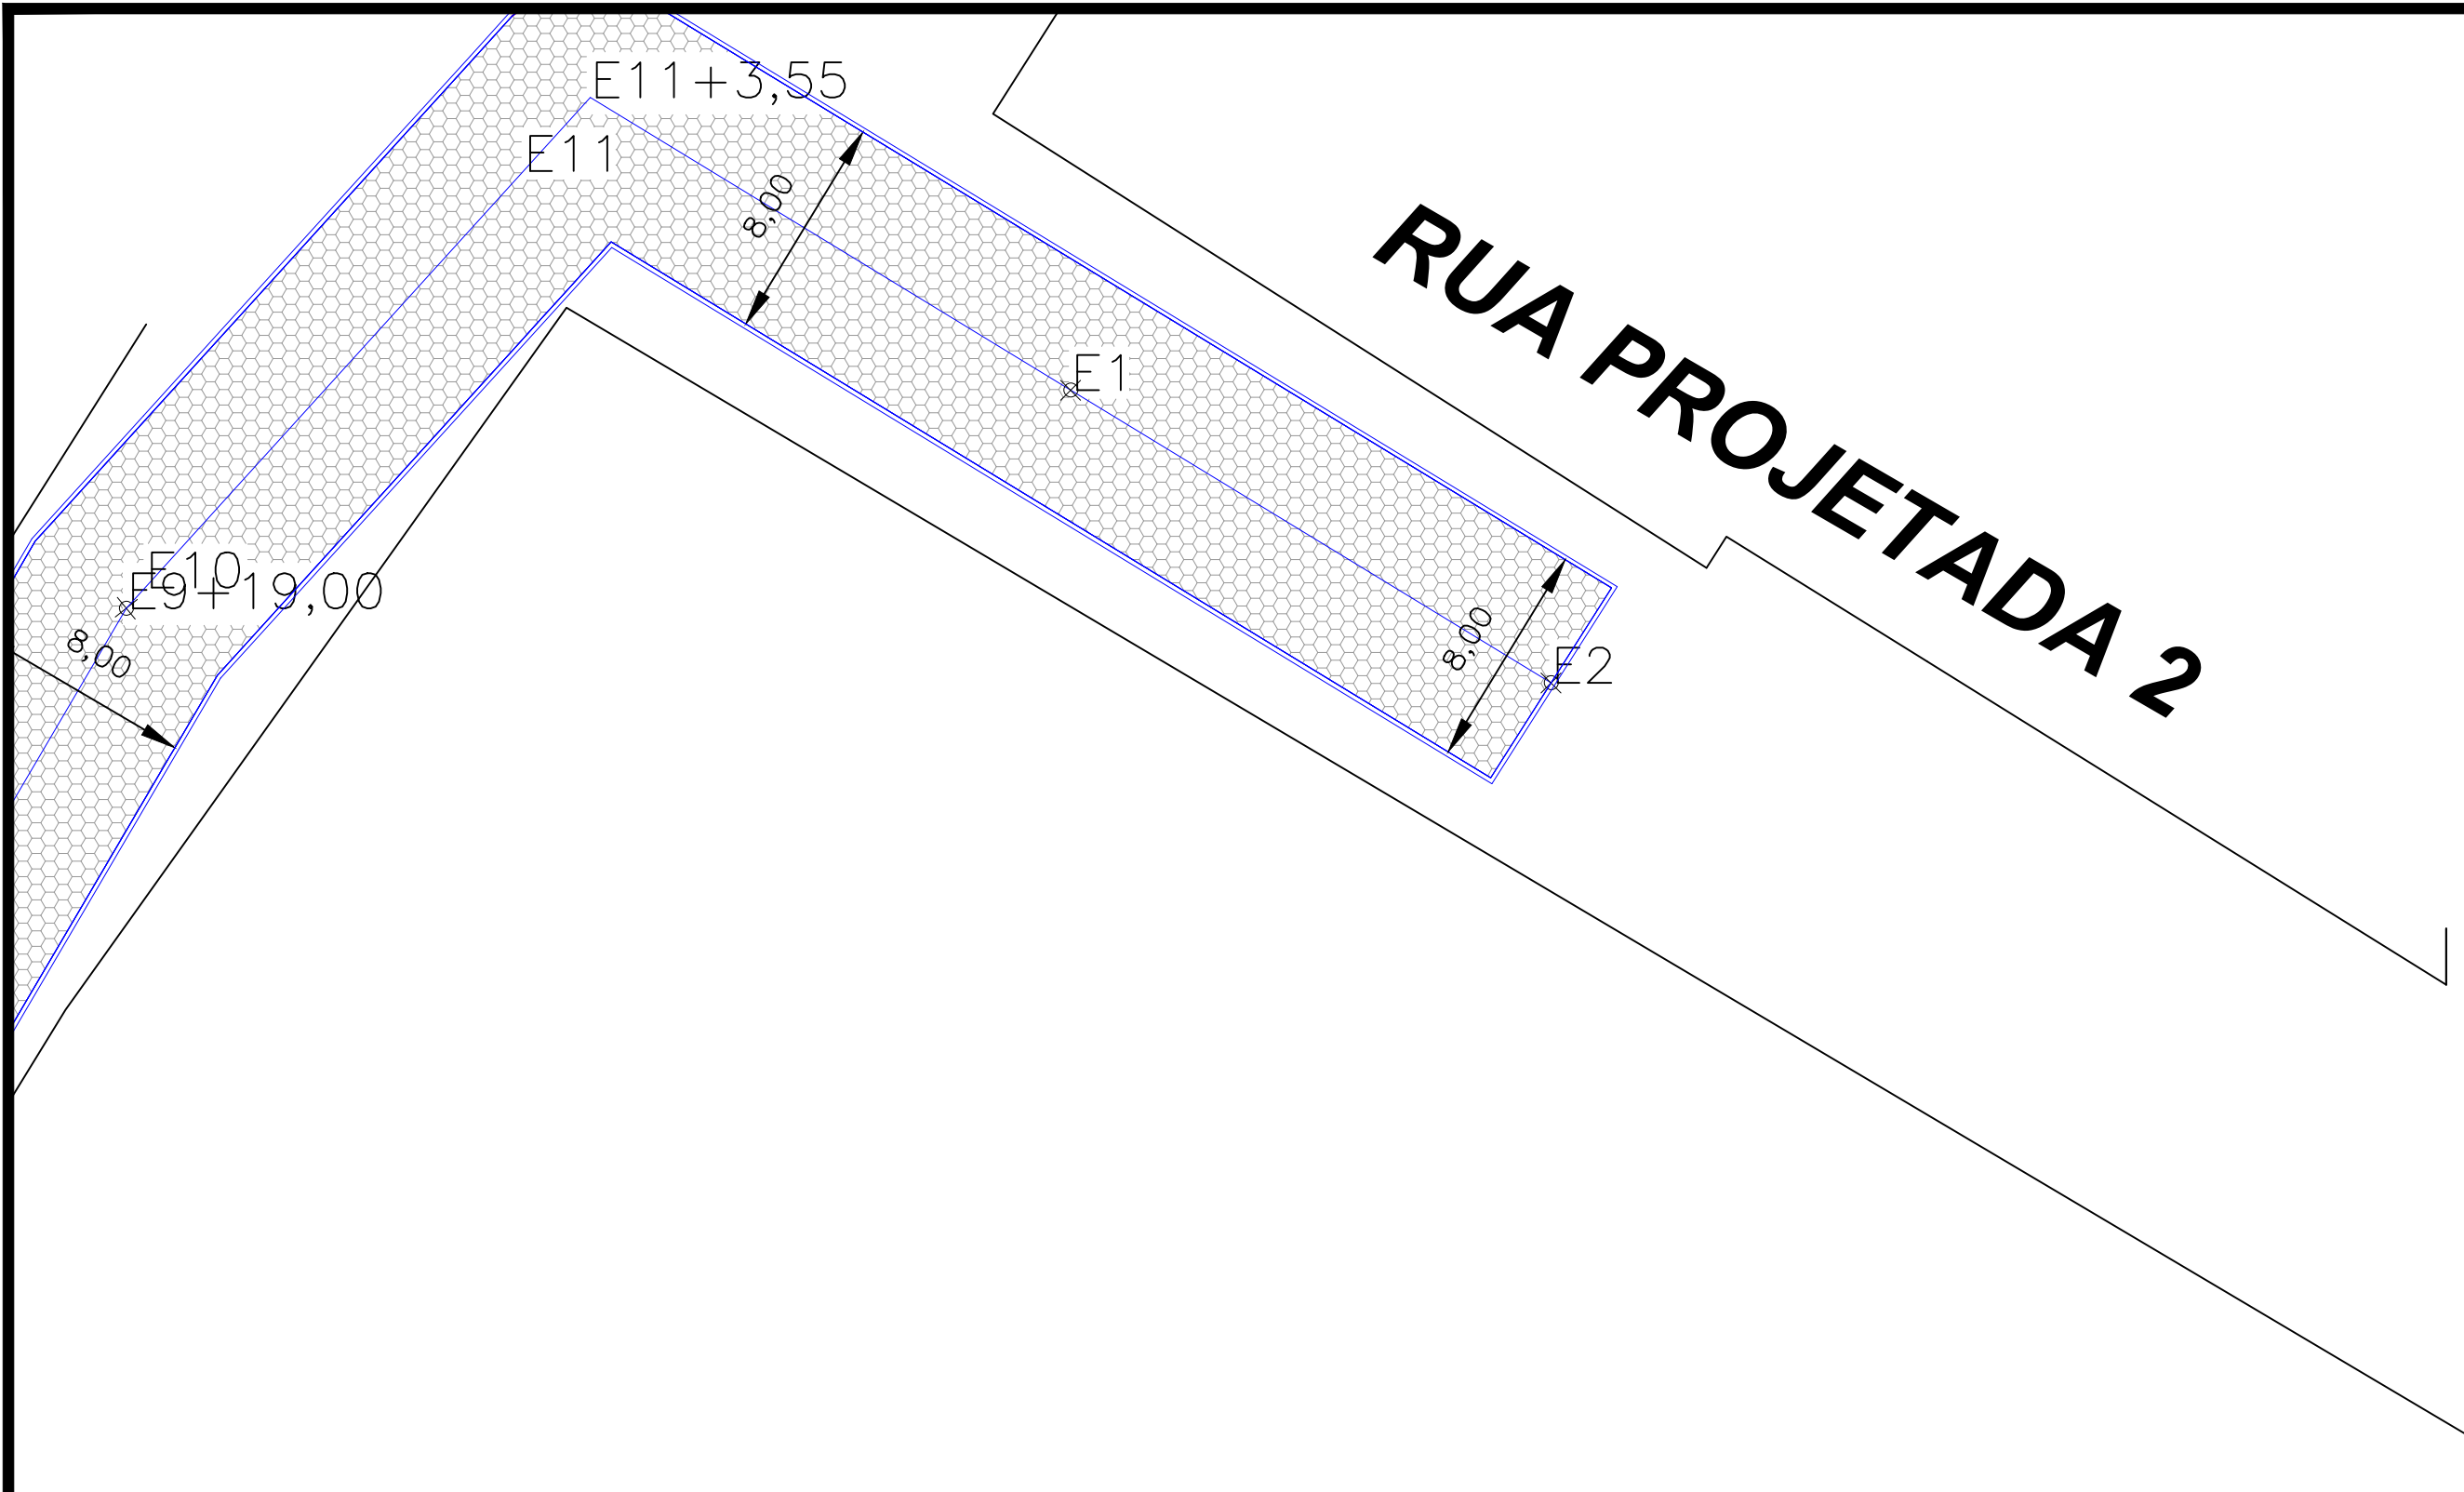 E11+3,55
E11
8,00
RUA PROJETADA 2
E1
E10
E9+19,00
8,00
8,00
E2